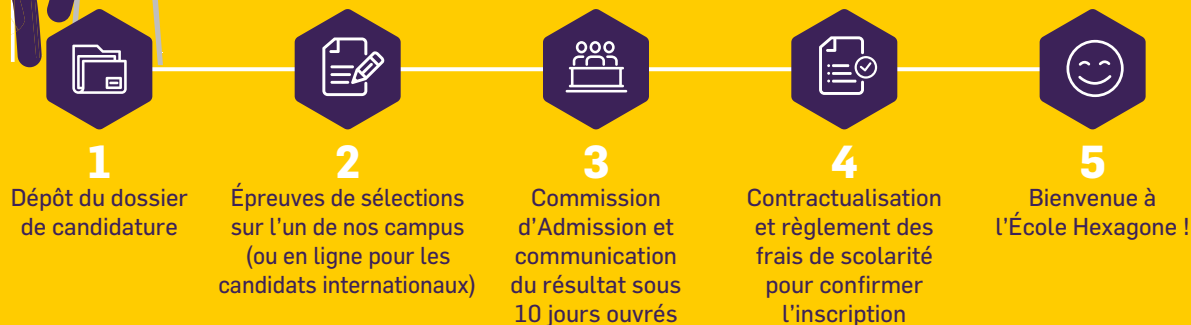 1
Dépôt du dossier
de candidature
2
Épreuves de sélections
sur l'un de nos campus
(ou en ligne pour les
candidats internationaux)
3
Commission
d'Admission et
communication
du résultat sous
10 jours ouvrés
4
Contractualisation
et règlement des
frais de scolarité
pour confirmer
l'inscription
5
Bienvenue à
l'École Hexagone !